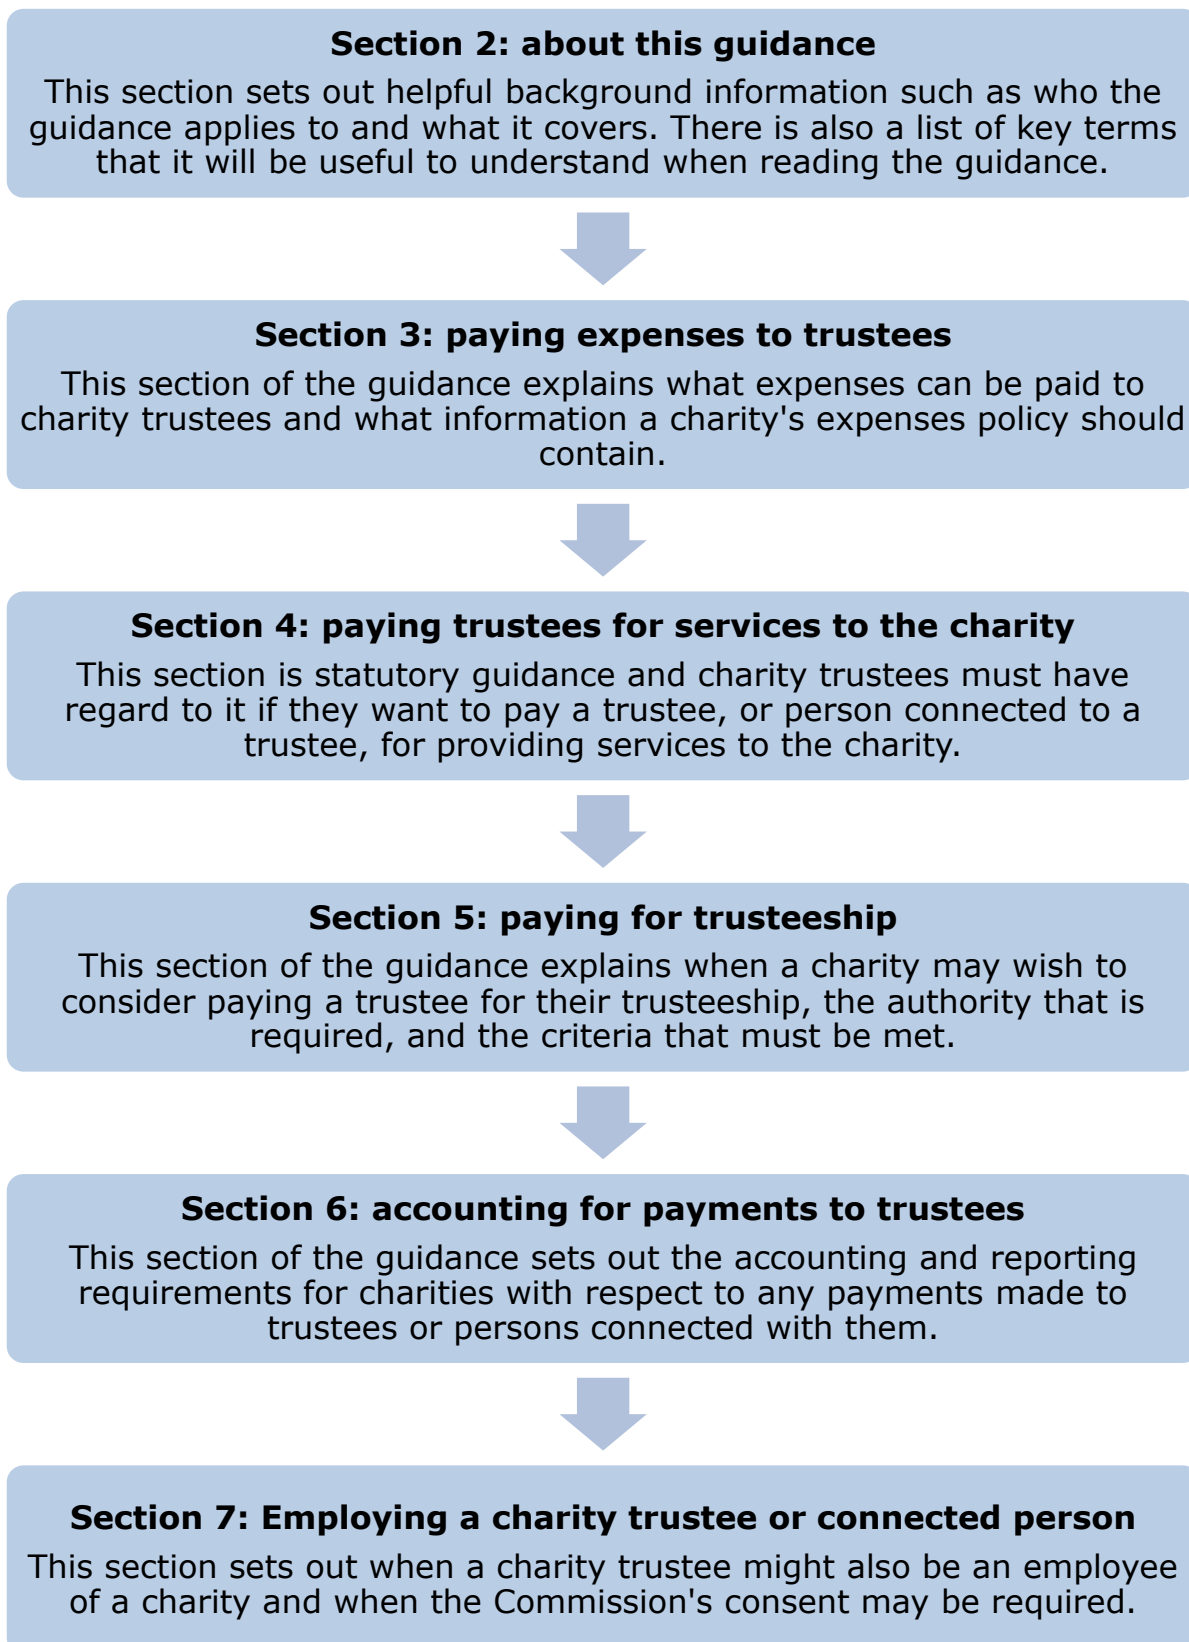 Section 2: about this guidance
This section sets out helpful background information such as who the
guidance applies to and what it covers. There is also a list of key terms
that it will be useful to understand when reading the guidance.
Section 3: paying expenses to trustees
This section of the guidance explains what expenses can be paid to
charity trustees and what information a charity's expenses policy should
contain.
Section 4: paying trustees for services to the charity
This section is statutory guidance and charity trustees must have
regard to it if they want to pay a trustee, or person connected to a
trustee, for providing services to the charity.
Section 5: paying for trusteeship
This section of the guidance explains when a charity may wish to
consider paying a trustee for their trusteeship, the authority that is
required, and the criteria that must be met.
Section 6: accounting for payments to trustees
This section of the guidance sets out the accounting and reporting
requirements for charities with respect to any payments made to
trustees or persons connected with them.
Section 7: Employing a charity trustee or connected person
This section sets out when a charity trustee might also be an employee
of a charity and when the Commission's consent may be required.